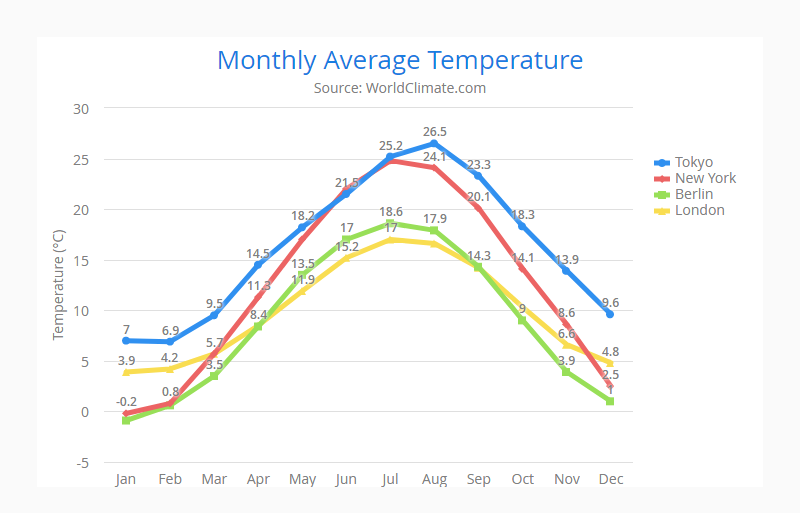 Monthly Average Temperature
Source: WorldClimate.com
Temperature (°C)
30
25
20
15
10
5
0
-5
7
6.9
9.5
14.5
18.2
21.5
25.2
26.5
23.3
18.3
13.9
9.6
-0.2
0.8
5.7
11.3
24.1
20.1
14.1
8.6
2.5
3.5
8.4
13.5
17
18.6
17.9
14.3
9
3.9
1
3.9
4.2
11.9
15.2
17
6.6
4.8
Jan
Feb
Mar
Apr
May
Jun
Jul
Aug
Sep
Oct
Nov
Dec
Tokyo
New York
Berlin
London